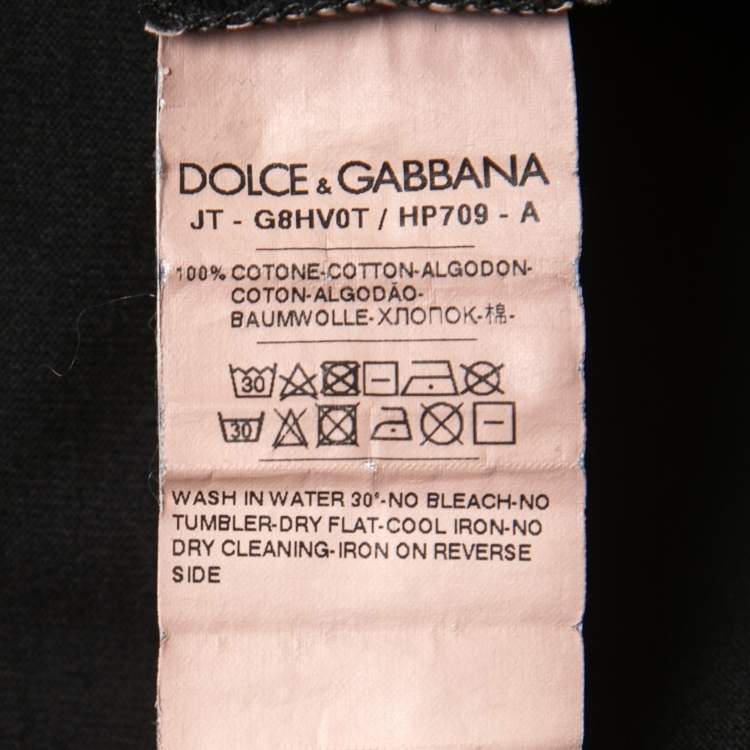 DOLCE & GABBANA
JT - G8HV0T / HP709 - A
100% COTONE-COTTON-ALGODON-
COTON-ALGODÃO-
BAUMWOLLE-ХЛОПОК-棉-
30
30
WASH IN WATER 30°-NO BLEACH-NO
TUMBLER-DRY FLAT-COOL IRON-NO
DRY CLEANING-IRON ON REVERSE
SIDE